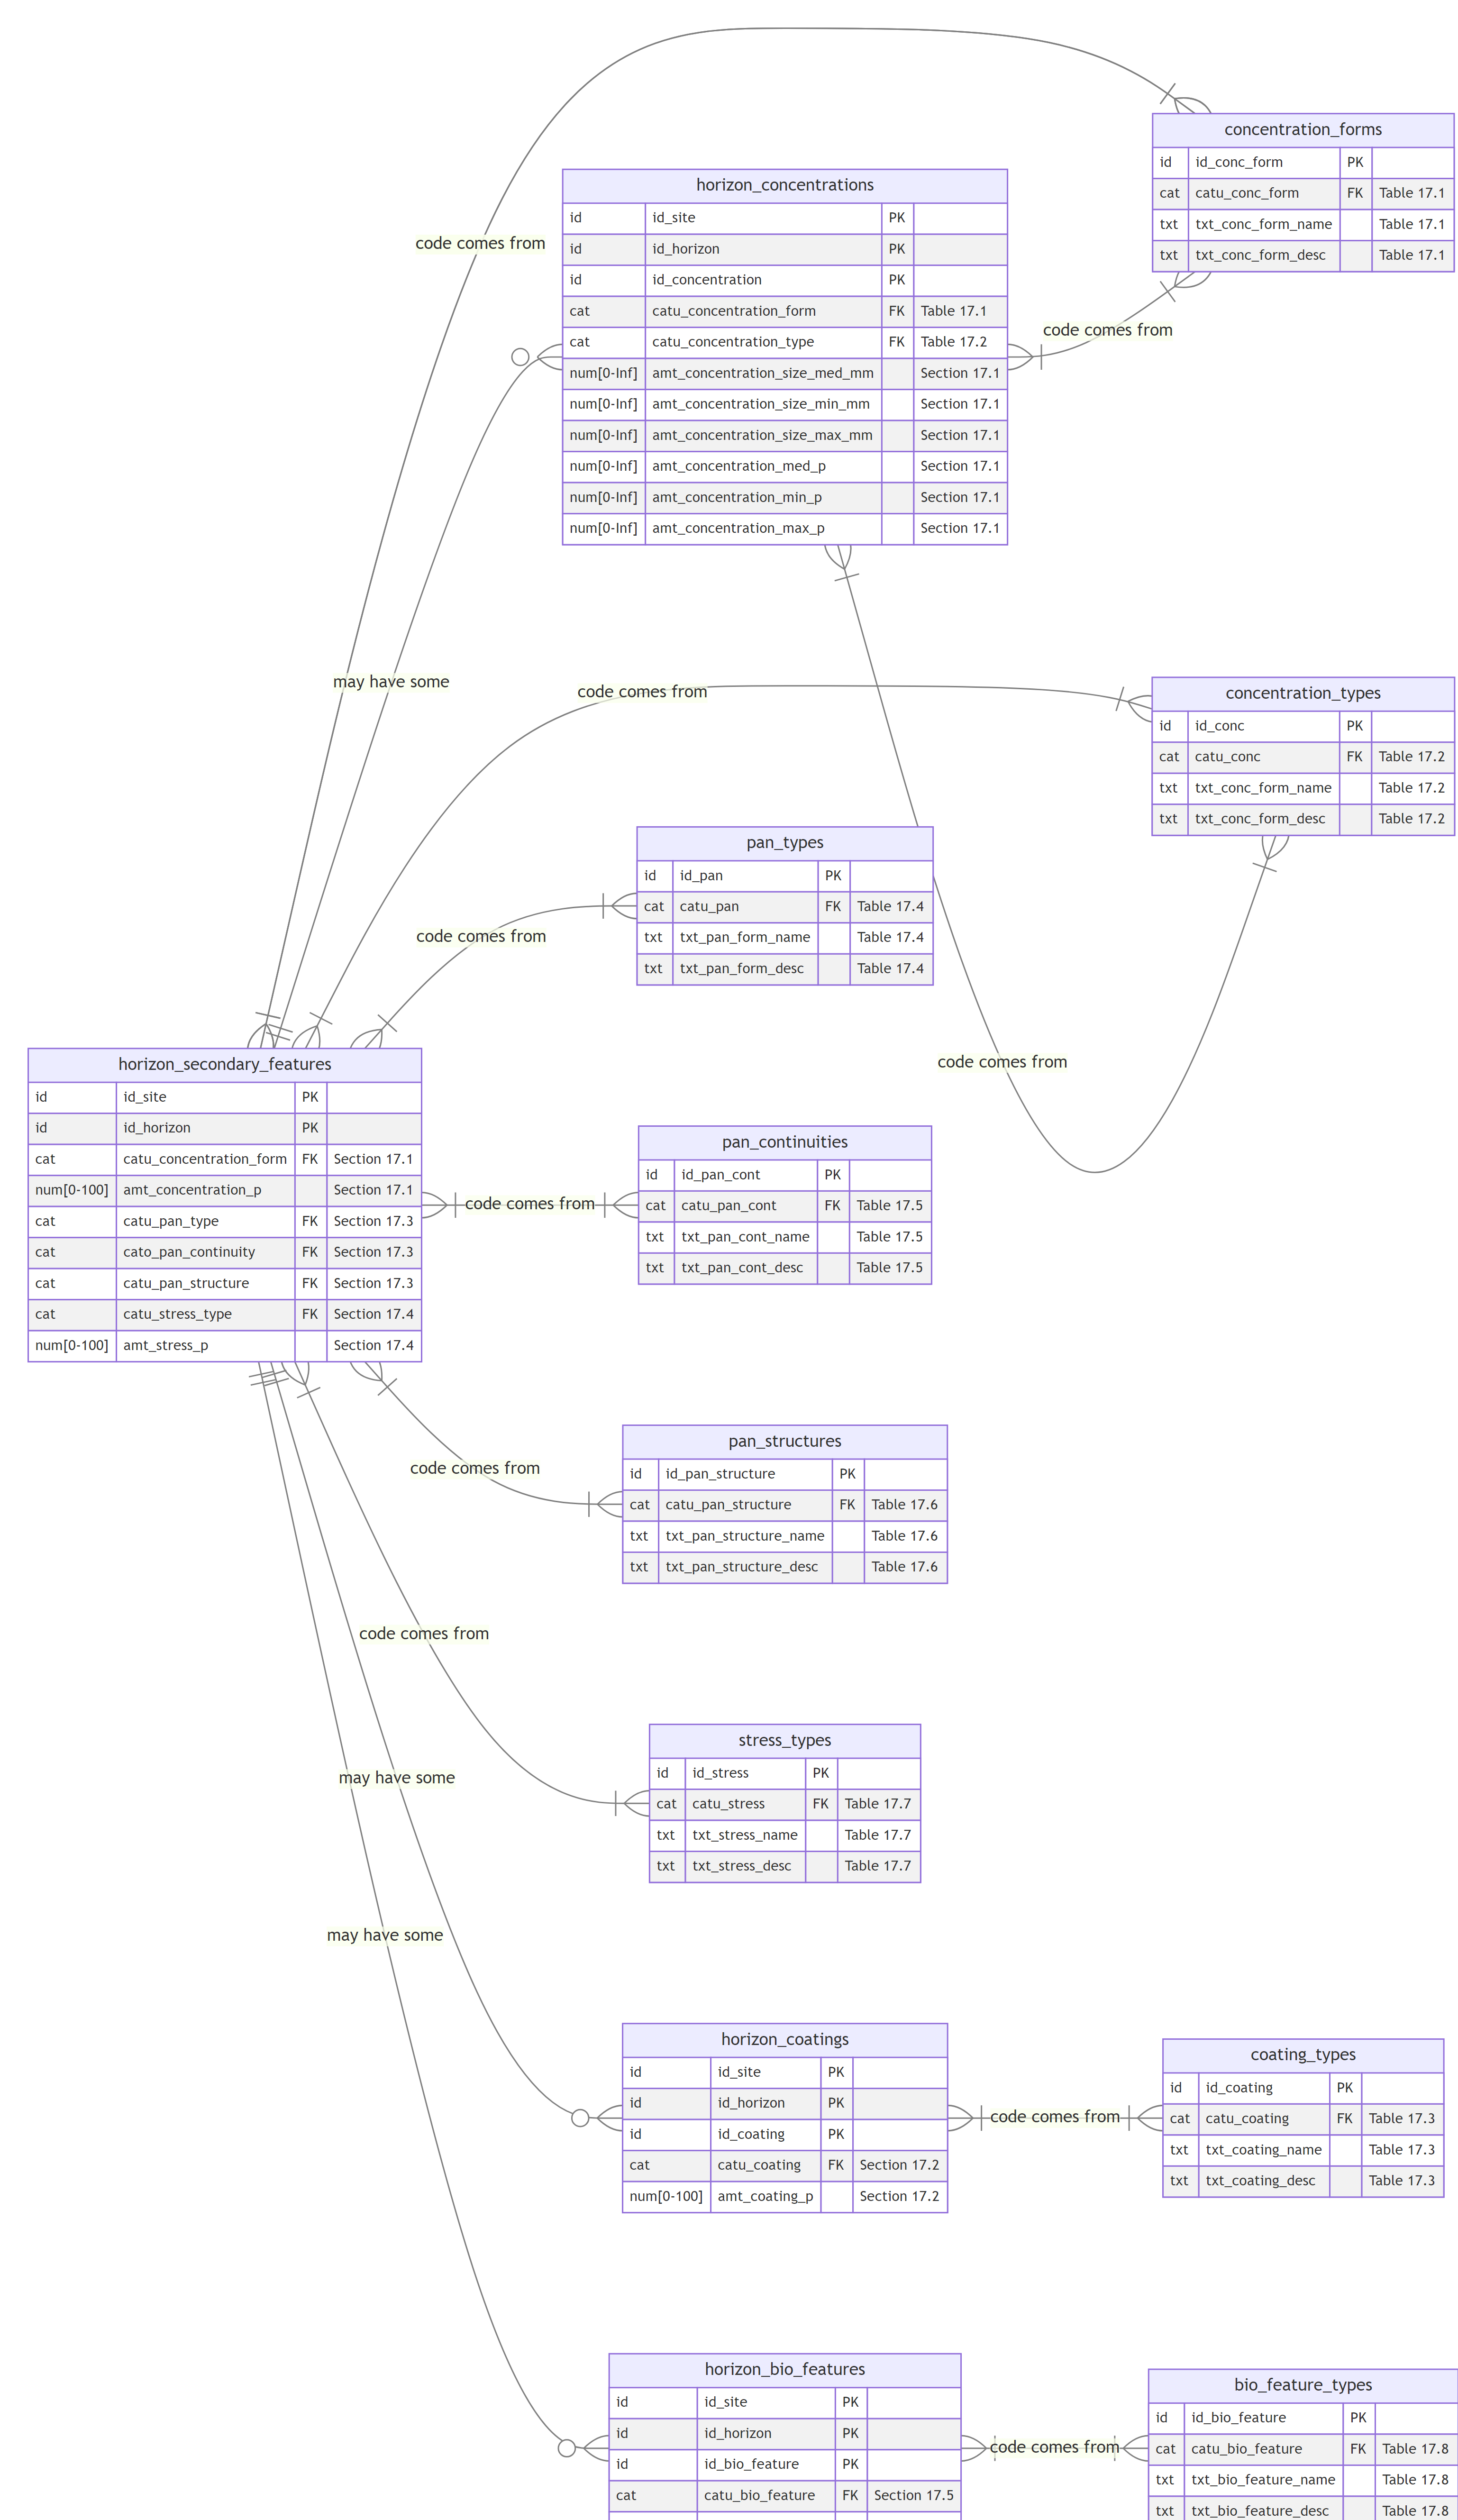 concentration_forms
id id_conc_form PK
cat catu_conc_form FK Table 17.1
txt txt_conc_form_name Table 17.1
txt txt_conc_form_desc Table 17.1
horizon_concentrations
id id_site PK
id id_horizon PK
id id_concentration PK
cat catu_concentration_form FK Table 17.1
cat catu_concentration_type FK Table 17.2
num[0-Inf] amt_concentration_size_med_mm Section 17.1
num[0-Inf] amt_concentration_size_min_mm Section 17.1
num[0-Inf] amt_concentration_size_max_mm Section 17.1
num[0-Inf] amt_concentration_med_p Section 17.1
num[0-Inf] amt_concentration_min_p Section 17.1
num[0-Inf] amt_concentration_max_p Section 17.1
code comes from
code comes from
may have some
code comes from
concentration_types
id id_conc PK
cat catu_conc FK Table 17.2
txt txt_conc_form_name Table 17.2
txt txt_conc_form_desc Table 17.2
pan_types
id id_pan PK
cat catu_pan FK Table 17.4
txt txt_pan_form_name Table 17.4
txt txt_pan_form_desc Table 17.4
code comes from
code comes from
horizon_secondary_features
id id_site PK
id id_horizon PK
cat catu_concentration_form FK Section 17.1
num[0-100] amt_concentration_p Section 17.1
cat catu_pan_type FK Section 17.3
cat cato_pan_continuity FK Section 17.3
cat catu_pan_structure FK Section 17.3
cat catu_stress_type FK Section 17.4
num[0-100] amt_stress_p Section 17.4
code comes from
pan_continuities
id id_pan_cont PK
cat catu_pan_cont FK Table 17.5
txt txt_pan_cont_name Table 17.5
txt txt_pan_cont_desc Table 17.5
code comes from
pan_structures
id id_pan_structure PK
cat catu_pan_structure FK Table 17.6
txt txt_pan_structure_name Table 17.6
txt txt_pan_structure_desc Table 17.6
code comes from
stress_types
id id_stress PK
cat catu_stress FK Table 17.7
txt txt_stress_name Table 17.7
txt txt_stress_desc Table 17.7
may have some
may have some
horizon_coatings
id id_site PK
id id_horizon PK
id id_coating PK
cat catu_coating FK Section 17.2
num[0-100] amt_coating_p Section 17.2
code comes from
coating_types
id id_coating PK
cat catu_coating FK Table 17.3
txt txt_coating_name Table 17.3
txt txt_coating_desc Table 17.3
horizon_bio_features
id id_site PK
id id_horizon PK
id id_bio_feature PK
cat catu_bio_feature FK Section 17.5
code comes from
bio_feature_types
id id_bio_feature PK
cat catu_bio_feature FK Table 17.8
txt txt_bio_feature_name Table 17.8
txt txt_bio_feature_desc Table 17.8